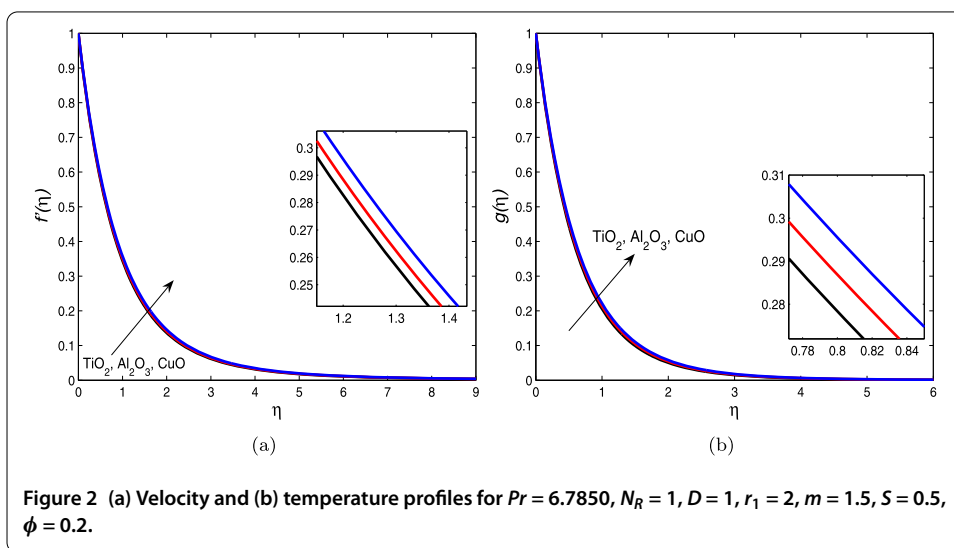 1
0.9
0.8
0.7
0.6
0.5
0.4
0.3
0.2
0.1
0
f'(η)
0.3
0.29
0.28
0.27
0.26
0.25
1.2 1.3 1.4
TiO2, Al2O3, CuO
0 1 2 3 4 5 6 7 8 9
η
(a)
1
0.9
0.8
0.7
0.6
0.5
0.4
0.3
0.2
0.1
0
g(η)
0.31
0.3
0.29
0.28
0.78 0.8 0.82 0.84
TiO2, Al2O3, CuO
0 1 2 3 4 5 6
η
(b)
Figure 2 (a) Velocity and (b) temperature profiles for Pr = 6.7850, NR = 1, D = 1, r1 = 2, m = 1.5, S = 0.5,
ϕ = 0.2.